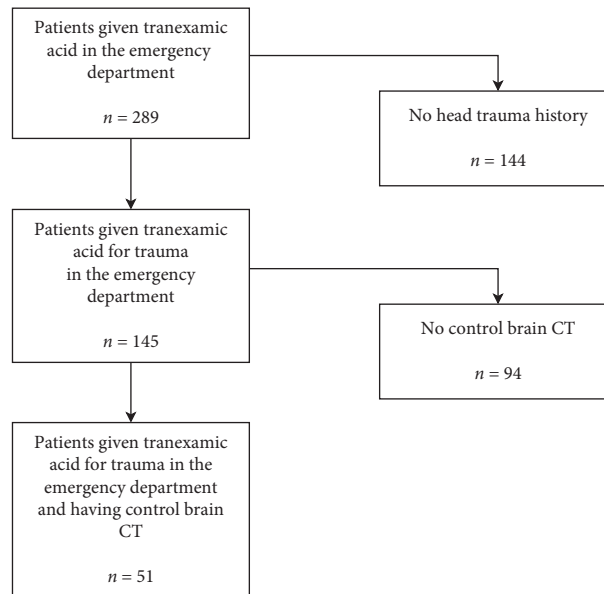 Patients given tranexamic
acid in the emergency
department
n = 289
No head trauma history
n = 144
Patients given tranexamic
acid for trauma
in the emergency
department
n = 145
No control brain CT
n = 94
Patients given tranexamic
acid for trauma in the
emergency department
and having control brain
CT
n = 51